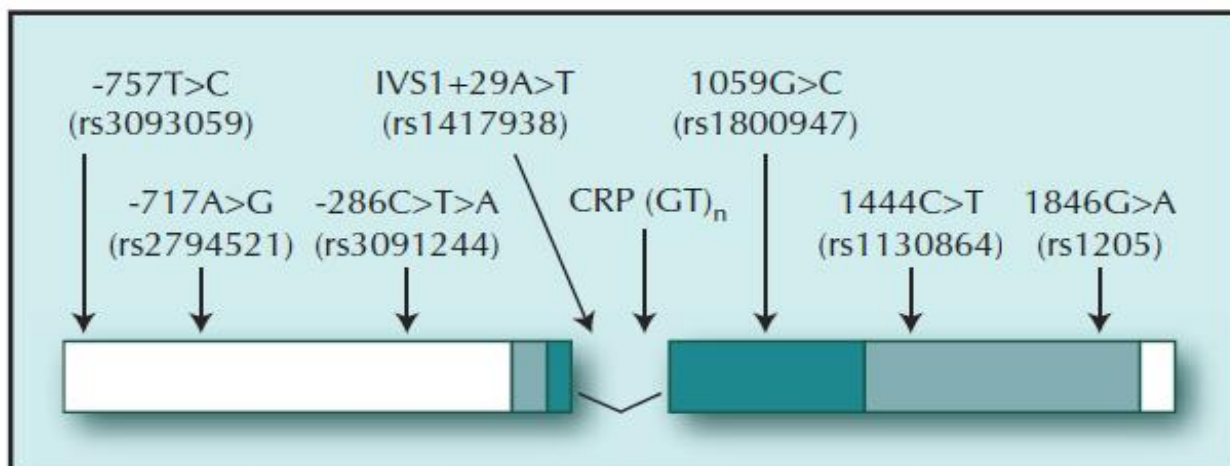 -757T>C
(rs3093059)
IVS1+29A>T
(rs1417938)
1059G>C
(rs1800947)
-717A>G
(rs2794521)
-286C>T>A
(rs3091244)
CRP (GT)n
1444C>T
(rs1130864)
1846G>A
(rs1205)